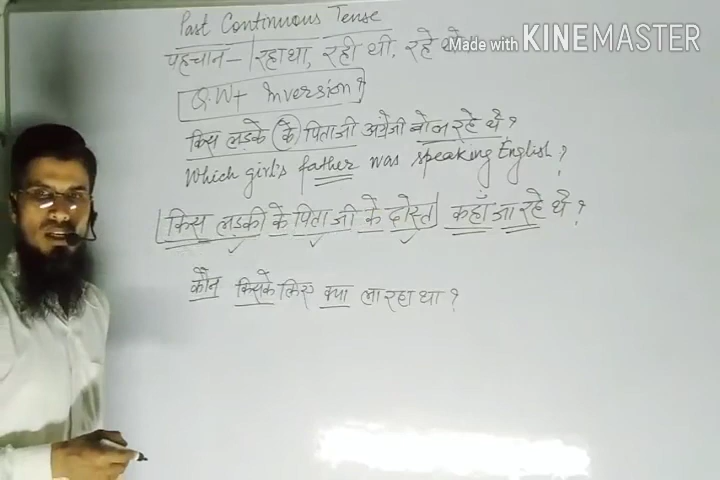 Past Continuous Tense
पहचान - रहा था, रही थी. रहे थे
Made with KINEMASTER
Q.W+ Inversion?
किस लड़के के पिताजी अंग्रेजी बोल रहे थे?
Which girl's father was speaking English?
किस लड़की के पिता जी के दोस्त कहाँ जा रहे थे?
कौन किसके लिए क्या ला रहा था?